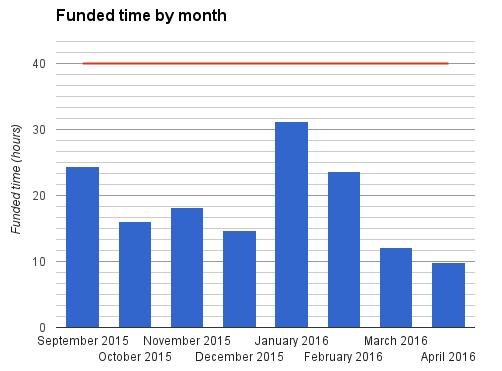 Funded time by month
Funded time (hours)
40
30
20
10
0
September 2015 November 2015 January 2016 March 2016
October 2015 December 2015 February 2016 April 2016